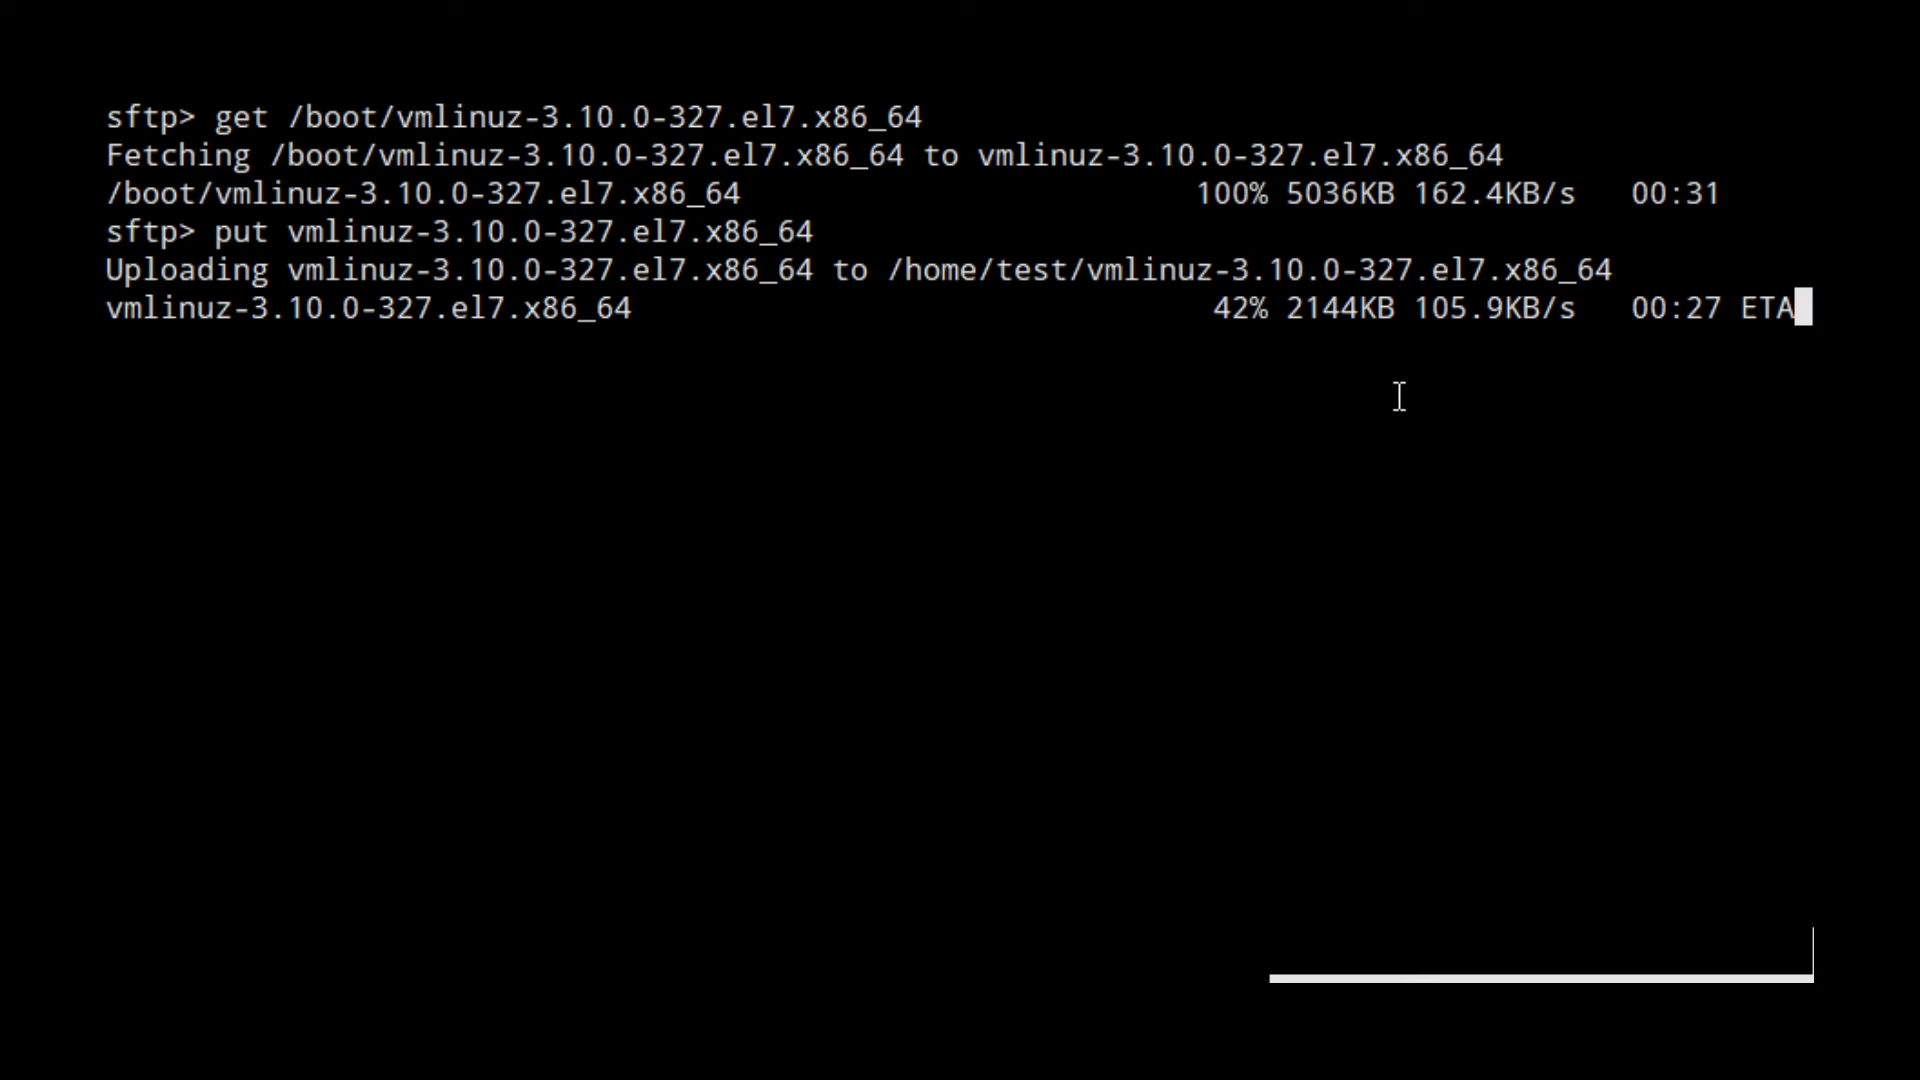 sftp> get /boot/vmlinuz-3.10.0-327.el7.x86_64
Fetching /boot/vmlinuz-3.10.0-327.el7.x86_64 to vmlinuz-3.10.0-327.el7.x86_64
/boot/vmlinuz-3.10.0-327.el7.x86_64 100% 5036KB 162.4KB/s 00:31
sftp> put vmlinuz-3.10.0-327.el7.x86_64
Uploading vmlinuz-3.10.0-327.el7.x86_64 to /home/test/vmlinuz-3.10.0-327.el7.x86_64
vmlinuz-3.10.0-327.el7.x86_64 42% 2144KB 105.9KB/s 00:27 ETA